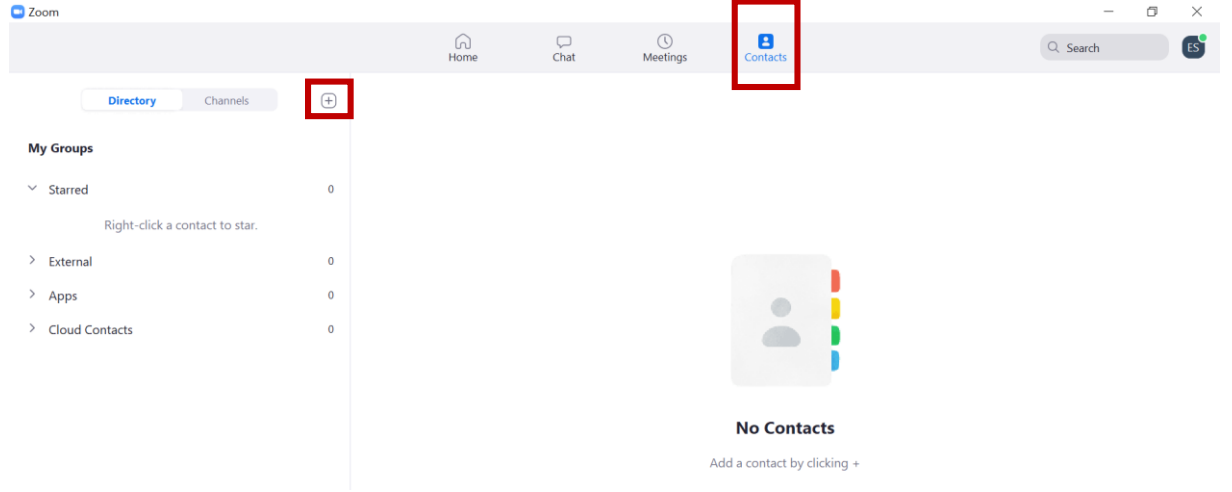 Zoom
Home
Chat
Meetings
Contacts
Search
ES
Directory
Channels
My Groups
Starred 0
Right-click a contact to star.
External 0
Apps 0
Cloud Contacts 0
No Contacts
Add a contact by clicking +